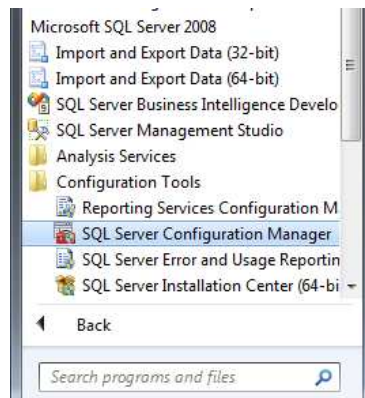 Microsoft SQL Server 2008
Import and Export Data (32-bit)
Import and Export Data (64-bit)
SQL Server Business Intelligence Develo
SQL Server Management Studio
Analysis Services
Configuration Tools
Reporting Services Configuration M
SQL Server Configuration Manager
SQL Server Error and Usage Reportin
SQL Server Installation Center (64-bi
Back
Search programs and files